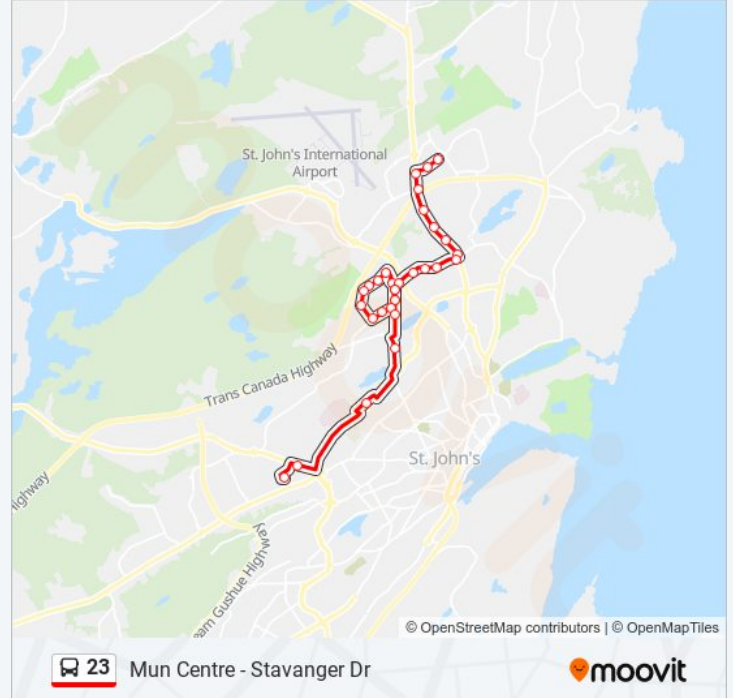 St. John's International
Airport
Trans Canada Highway
St. John's
Highway
eam Gushue Highway
© OpenStreetMap contributors | © OpenMapTiles
23 Mun Centre - Stavanger Dr
moovit